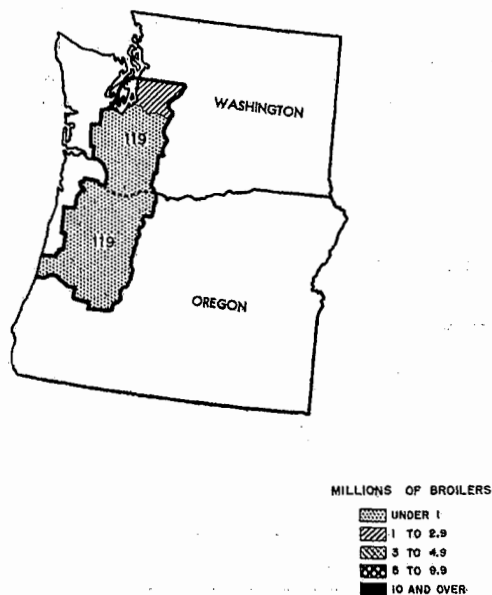 WASHINGTON
119
119
OREGON
MILLIONS OF BROILERS
UNDER 1
1 TO 2.9
3 TO 4.9
5 TO 9.9
10 AND OVER